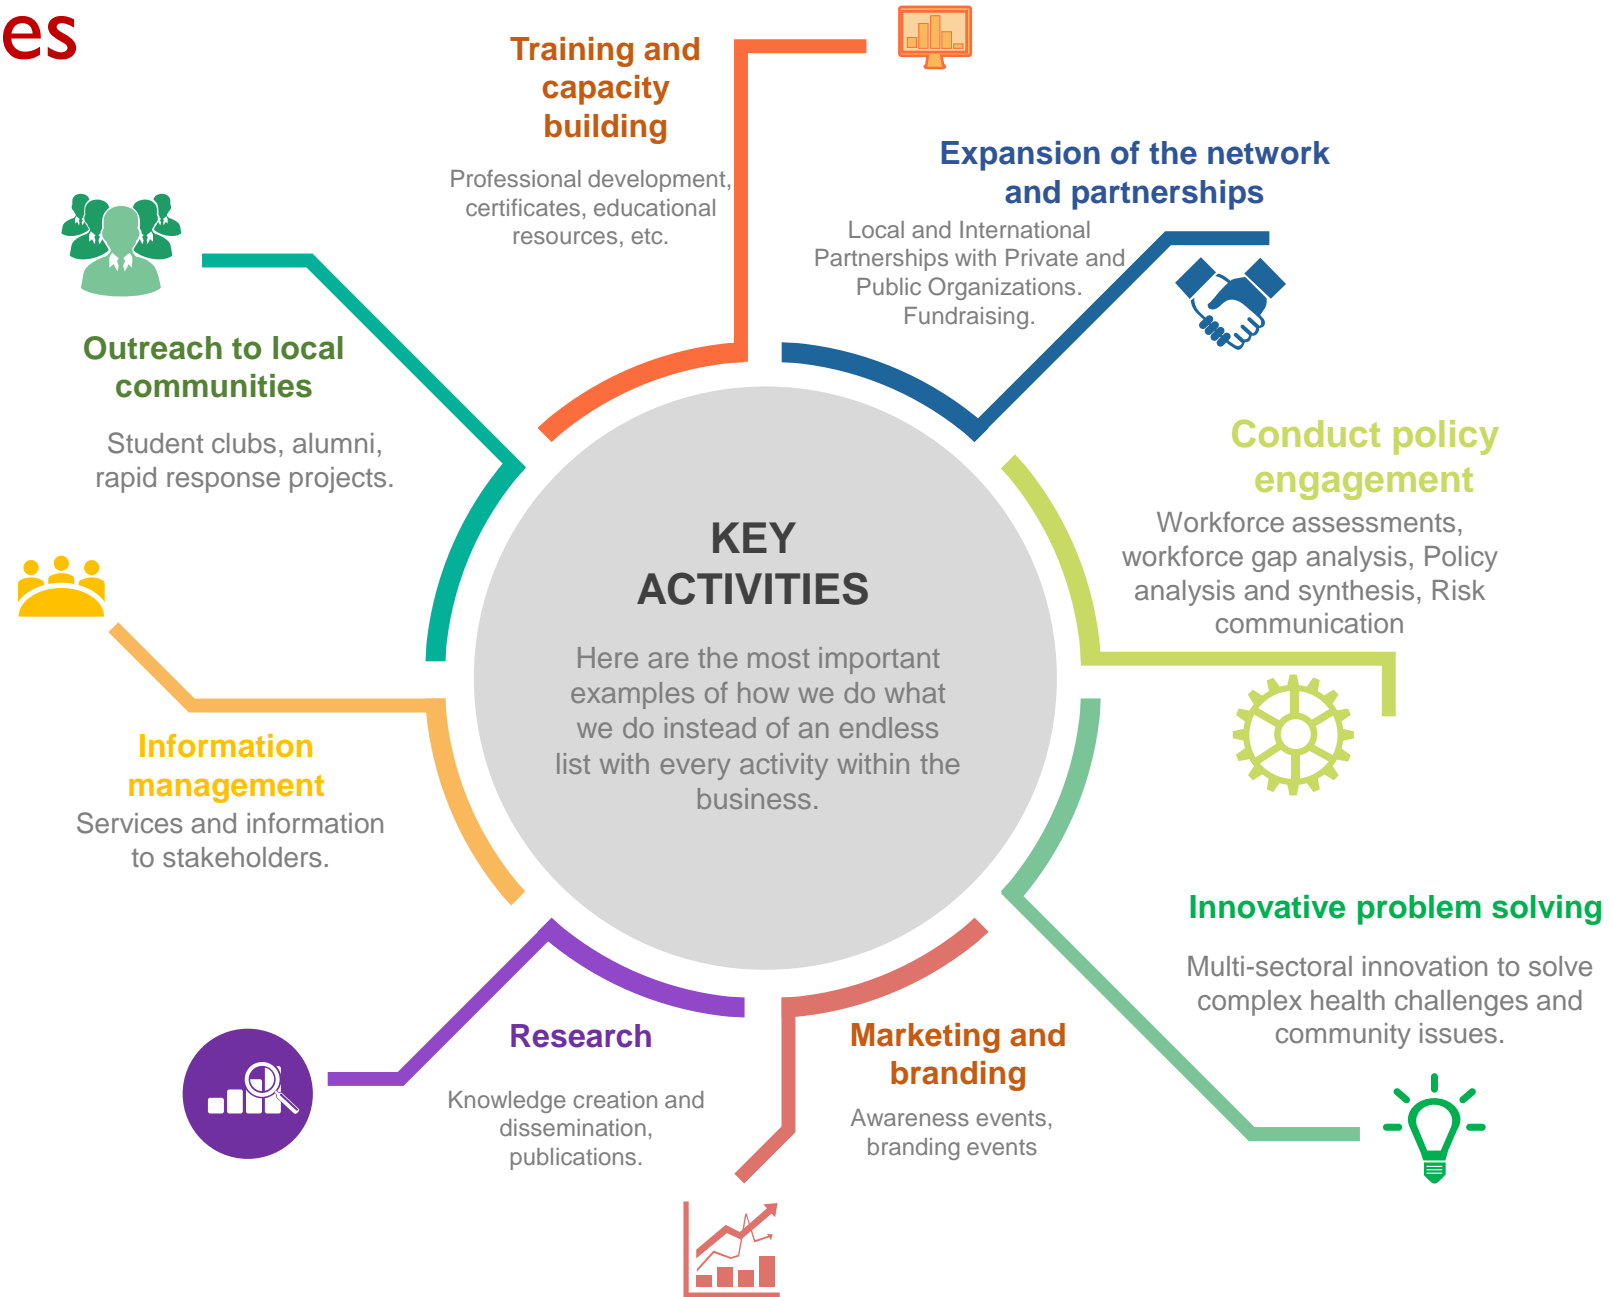 es
Training and
capacity
building
Professional development,
certificates, educational
resources, etc.
Expansion of the network
and partnerships
Local and International
Partnerships with Private and
Public Organizations.
Fundraising.
Outreach to local
communities
Student clubs, alumni,
rapid response projects.
Conduct policy
engagement
Workforce assessments,
workforce gap analysis, Policy
analysis and synthesis, Risk
communication
KEY
ACTIVITIES
Here are the most important
examples of how we do what
we do instead of an endless
list with every activity within the
business.
Information
management
Services and information
to stakeholders.
Innovative problem solving
Multi-sectoral innovation to solve
complex health challenges and
community issues.
Research
Knowledge creation and
dissemination,
publications.
Marketing and
branding
Awareness events,
branding events